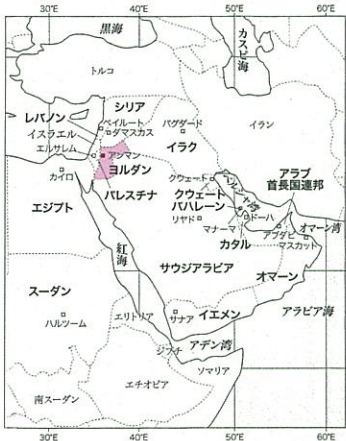 30°E 40°E 50°E 60°E
黒海
カスピ海
トルコ
シリア
レバノン
ベイルート
イスラエル
ダマスカス
バグダード
イラン
エルサレム
アンマン
イラク
ヨルダン
カイロ
パレスチナ
クウェート
クウェート
ペルシャ湾
アラブ
首長国連邦
バハレーン
エジプト
リヤド
マナーマ
ドーハ
アブダビ
オマーン湾
マスカット
カタル
紅海
サウジアラビア
オマーン
スーダン
イエメン
アラビア海
ハルツーム
エリトリア
サナア
アデン湾
ジブチ
ソマリア
エチオピア
南スーダン
30°E 40°E 50°E 60°E